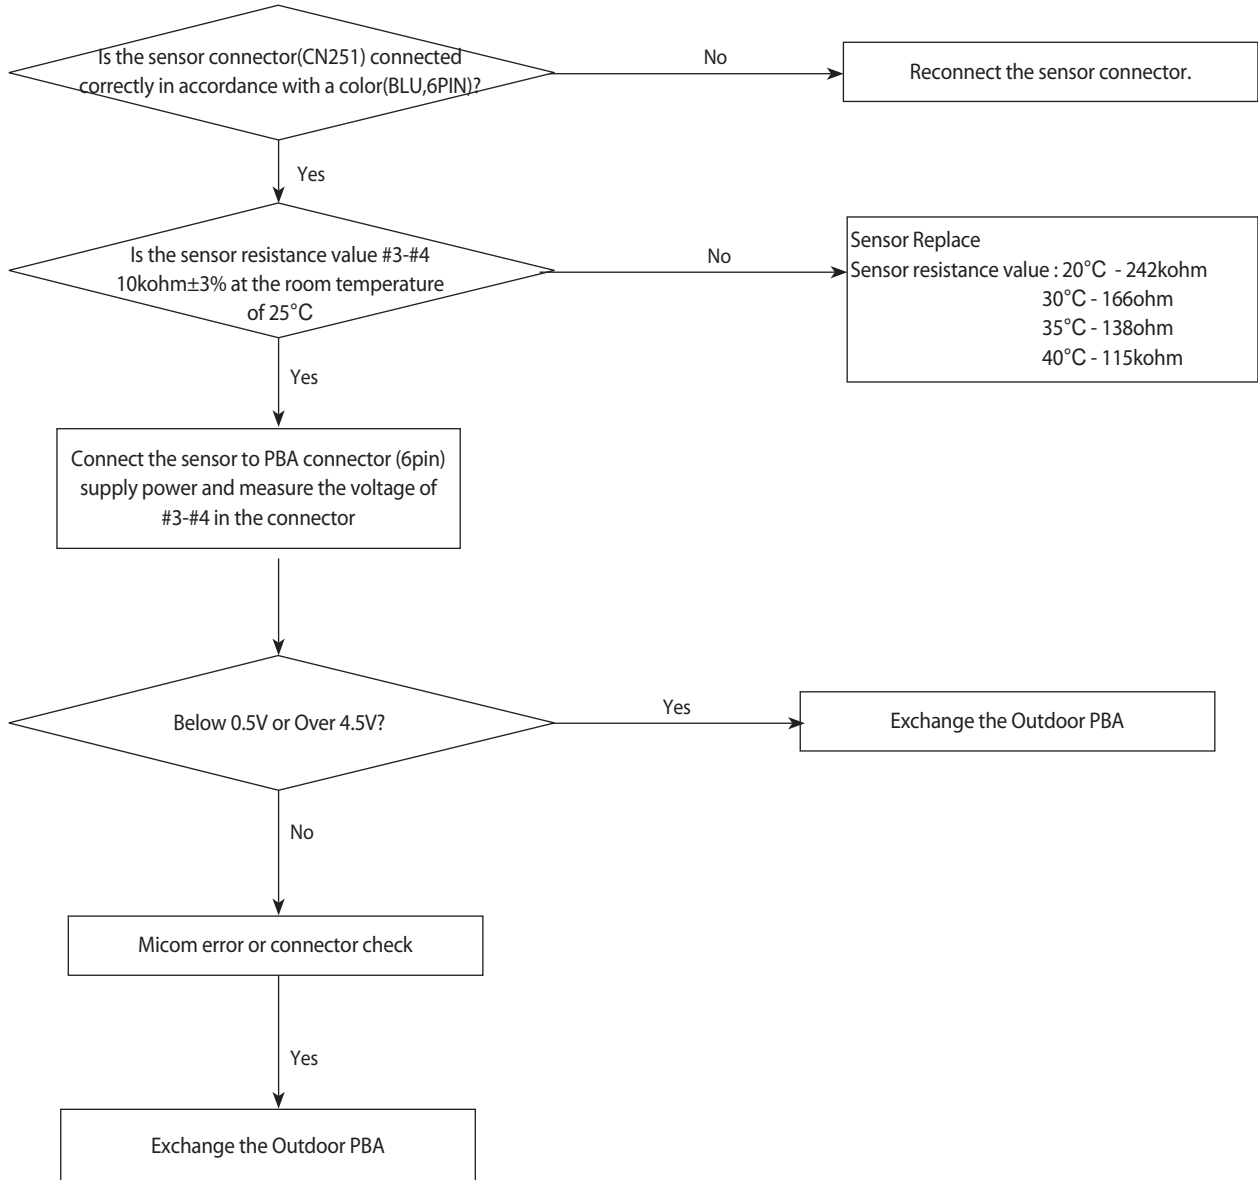 Is the sensor connector(CN251) connected
correctly in accordance with a color(BLU,6PIN)?
No
Reconnect the sensor connector.
Yes
Is the sensor resistance value #3-#4
10kohm±3% at the room temperature
of 25°C
No
Sensor Replace
Sensor resistance value : 20°C - 242kohm
30°C - 166ohm
35°C - 138ohm
40°C - 115kohm
Yes
Connect the sensor to PBA connector (6pin)
supply power and measure the voltage of
#3-#4 in the connector
Below 0.5V or Over 4.5V?
Yes
Exchange the Outdoor PBA
No
Micom error or connector check
Yes
Exchange the Outdoor PBA